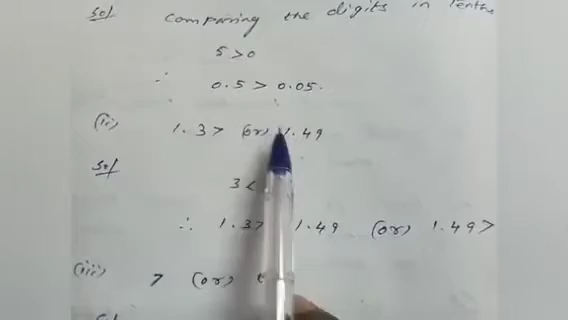 Sol Comparing the digits in Tenths
5>0
∴ 0.5 > 0.05.
(ii) 1.37 (or) 1.49
Sol
3<
∴ 1.37 1.49 (or) 1.497
(iii) 7 (or)